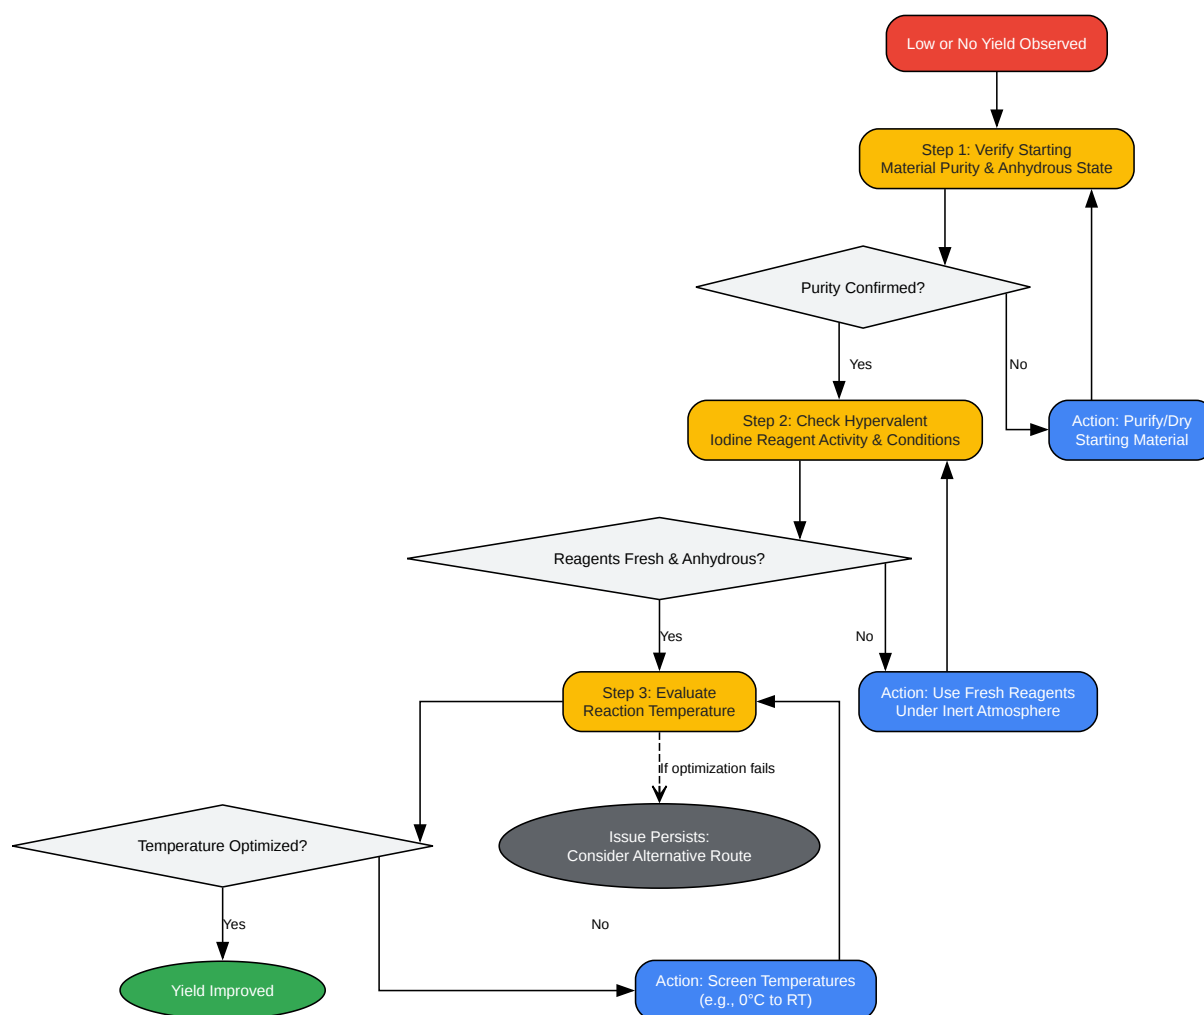 Low or No Yield Observed
Step 1: Verify Starting
Material Purity & Anhydrous State
Purity Confirmed?
Yes
No
Step 2: Check Hypervalent
Iodine Reagent Activity & Conditions
Action: Purify/Dry
Starting Material
Reagents Fresh & Anhydrous?
Yes
No
Step 3: Evaluate
Reaction Temperature
Action: Use Fresh Reagents
Under Inert Atmosphere
If optimization fails
Temperature Optimized?
Issue Persists:
Consider Alternative Route
Yes
No
Yield Improved
Action: Screen Temperatures
(e.g., 0°C to RT)